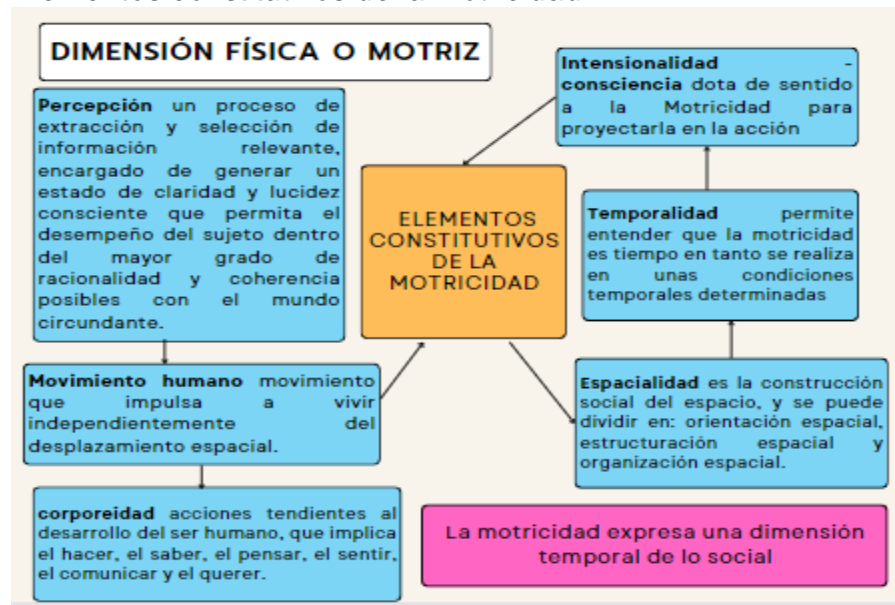 DIMENSIÓN FÍSICA O MOTRIZ
Percepción un proceso de
extracción y selección de
información relevante,
encargado de generar un
estado de claridad y lucidez
consciente que permita el
desempeño del sujeto dentro
del mayor grado de
racionalidad y coherencia
posibles con el mundo
circundante.
Movimiento humano movimiento
que impulsa a vivir
independientemente del
desplazamiento espacial.
corporeidad acciones tendientes al
desarrollo del ser humano, que implica
el hacer, el saber, el pensar, el sentir,
el comunicar y el querer.
ELEMENTOS
CONSTITUTIVOS
DE LA
MOTRICIDAD
Intensionalidad -
consciencia dota de sentido
a la Motricidad para
proyectarla en la acción
Temporalidad permite
entender que la motricidad
es tiempo en tanto se realiza
en unas condiciones
temporales determinadas
Espacialidad es la construcción
social del espacio, y se puede
dividir en: orientación espacial,
estructuración espacial y
organización espacial.
La motricidad expresa una dimensión
temporal de lo social